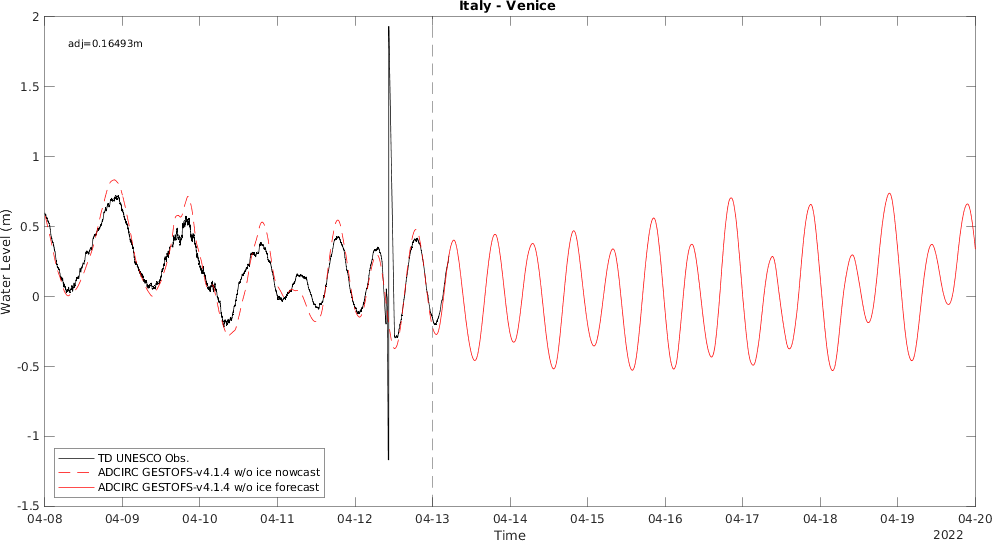 Italy - Venice
adj=0.16493m
Water Level (m)
2
1.5
1
0.5
0
-0.5
-1
-1.5
TD UNESCO Obs.
ADCIRC GESTOFS-v4.1.4 w/o ice nowcast
ADCIRC GESTOFS-v4.1.4 w/o ice forecast
04-08 04-09 04-10 04-11 04-12 04-13 04-14 04-15 04-16 04-17 04-18 04-19 04-20
Time
2022